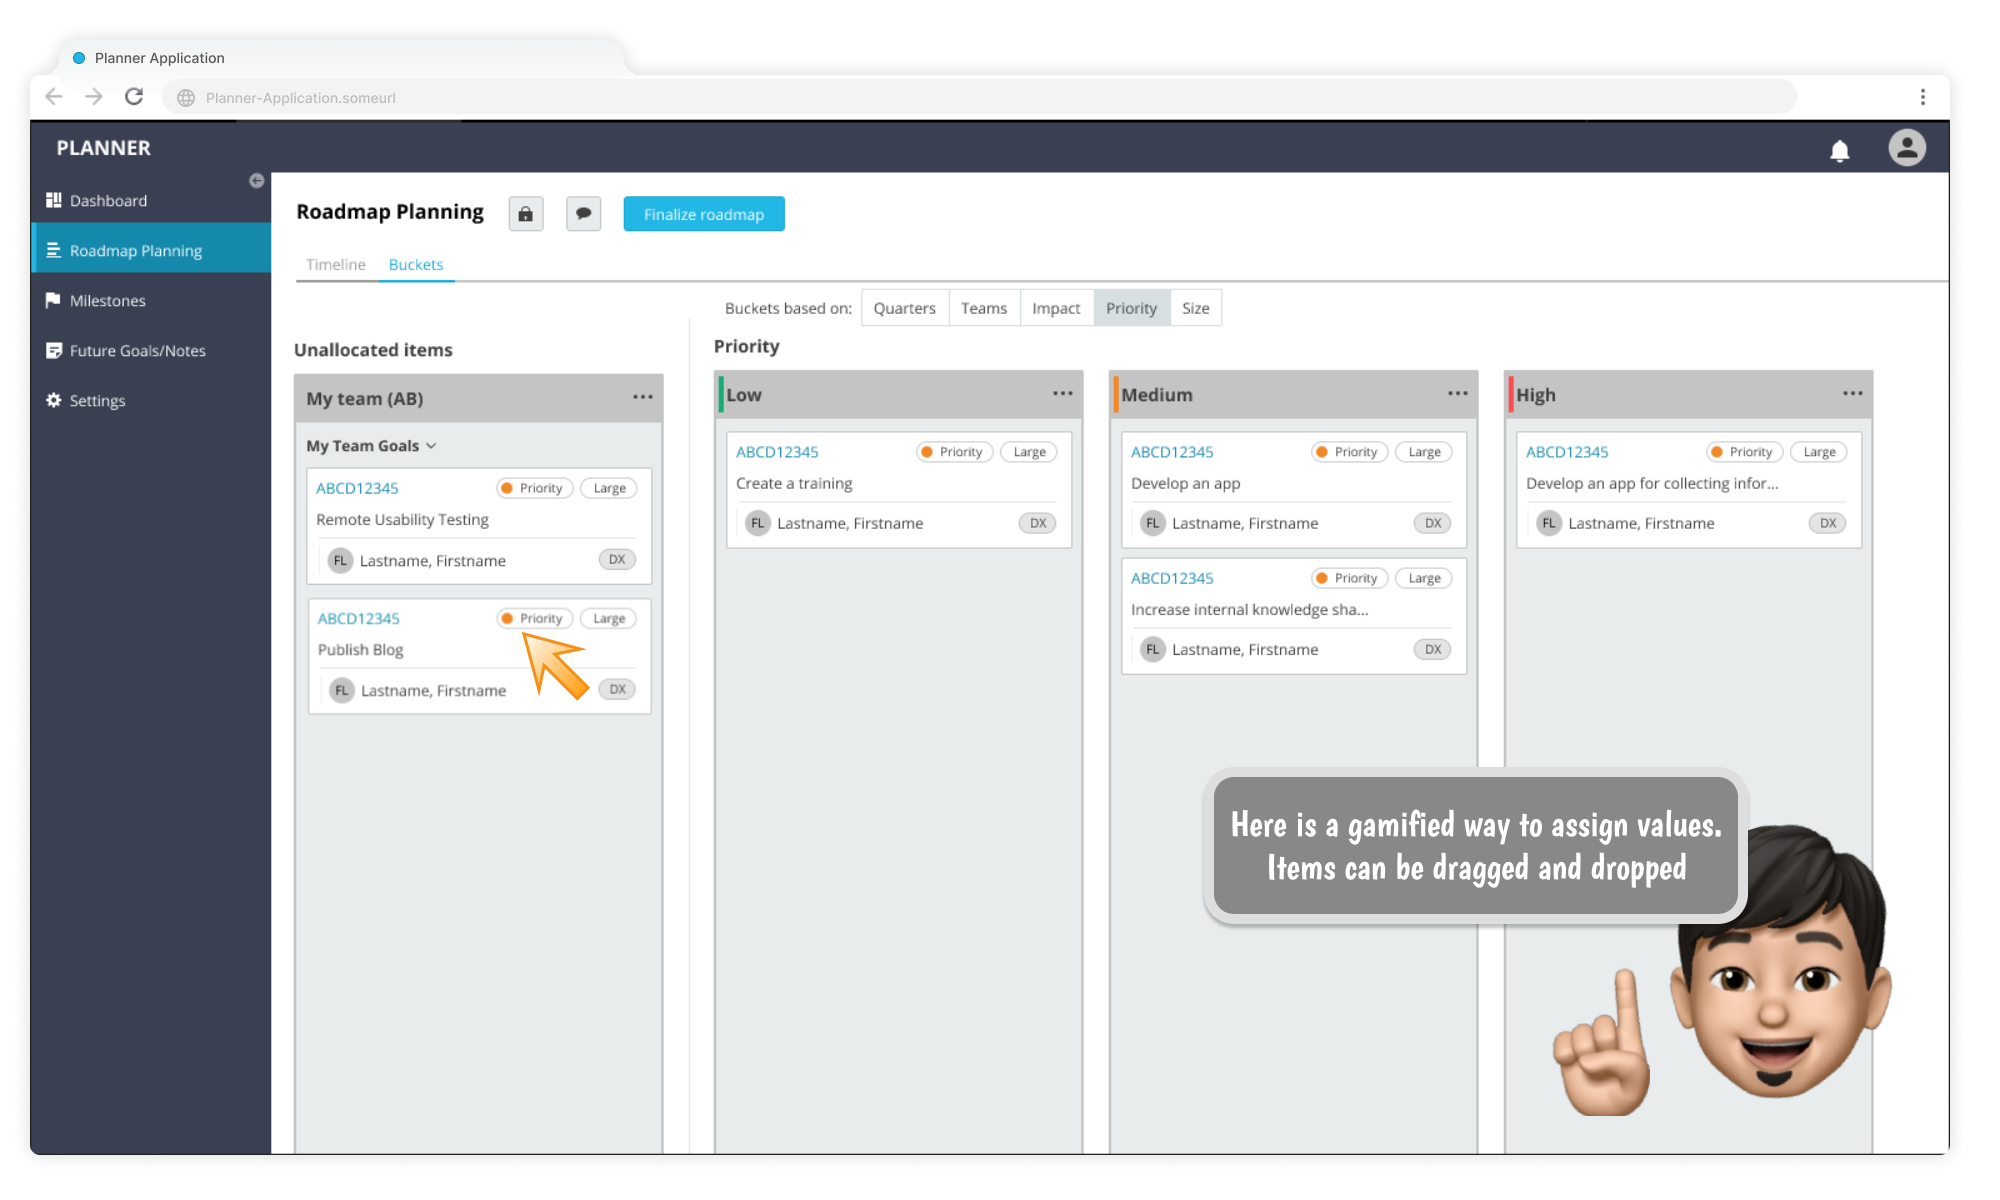 Planner Application
Planner-Application.someurl
PLANNER
Dashboard
Roadmap Planning
Milestones
Future Goals/Notes
Settings
Roadmap Planning
Finalize roadmap
Timeline Buckets
Buckets based on: Quarters Teams Impact Priority Size
Unallocated items
My team (AB) ...
My Team Goals
ABCD12345 Priority Large
Remote Usability Testing
FL Lastname, Firstname DX
ABCD12345 Priority Large
Publish Blog
FL Lastname, Firstname DX
Priority
Low ...
ABCD12345 Priority Large
Create a training
FL Lastname, Firstname DX
Medium ...
ABCD12345 Priority Large
Develop an app
FL Lastname, Firstname DX
ABCD12345 Priority Large
Increase internal knowledge sha...
FL Lastname, Firstname DX
High ...
ABCD12345 Priority Large
Develop an app for collecting infor...
FL Lastname, Firstname DX
Here is a gamified way to assign values.
Items can be dragged and dropped